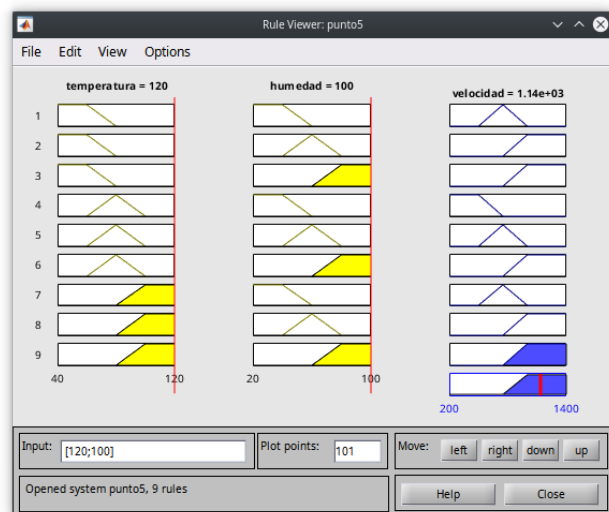 Rule Viewer: punto5
File Edit View Options
temperatura = 120 humedad = 100 velocidad = 1.14e+03
1
2
3
4
5
6
7
8
9
40 120 20 100
200 1400
Input: [120;100] Plot points: 101 Move: left right down up
Opened system punto5, 9 rules Help Close